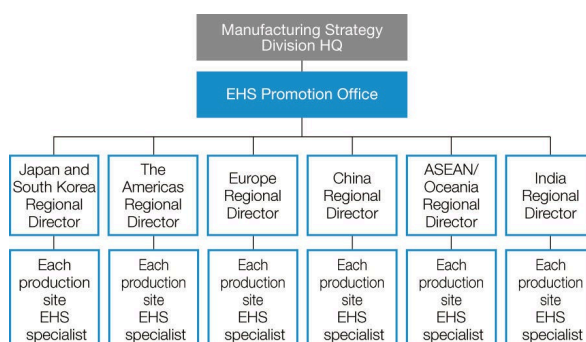 Manufacturing Strategy
Division HQ
EHS Promotion Office
Japan and
South Korea
Regional
Director
The
Americas
Regional
Director
Europe
Regional
Director
China
Regional
Director
ASEAN/
Oceania
Regional
Director
India
Regional
Director
Each
production
site
EHS
specialist
Each
production
site
EHS
specialist
Each
production
site
EHS
specialist
Each
production
site
EHS
specialist
Each
production
site
EHS
specialist
Each
production
site
EHS
specialist